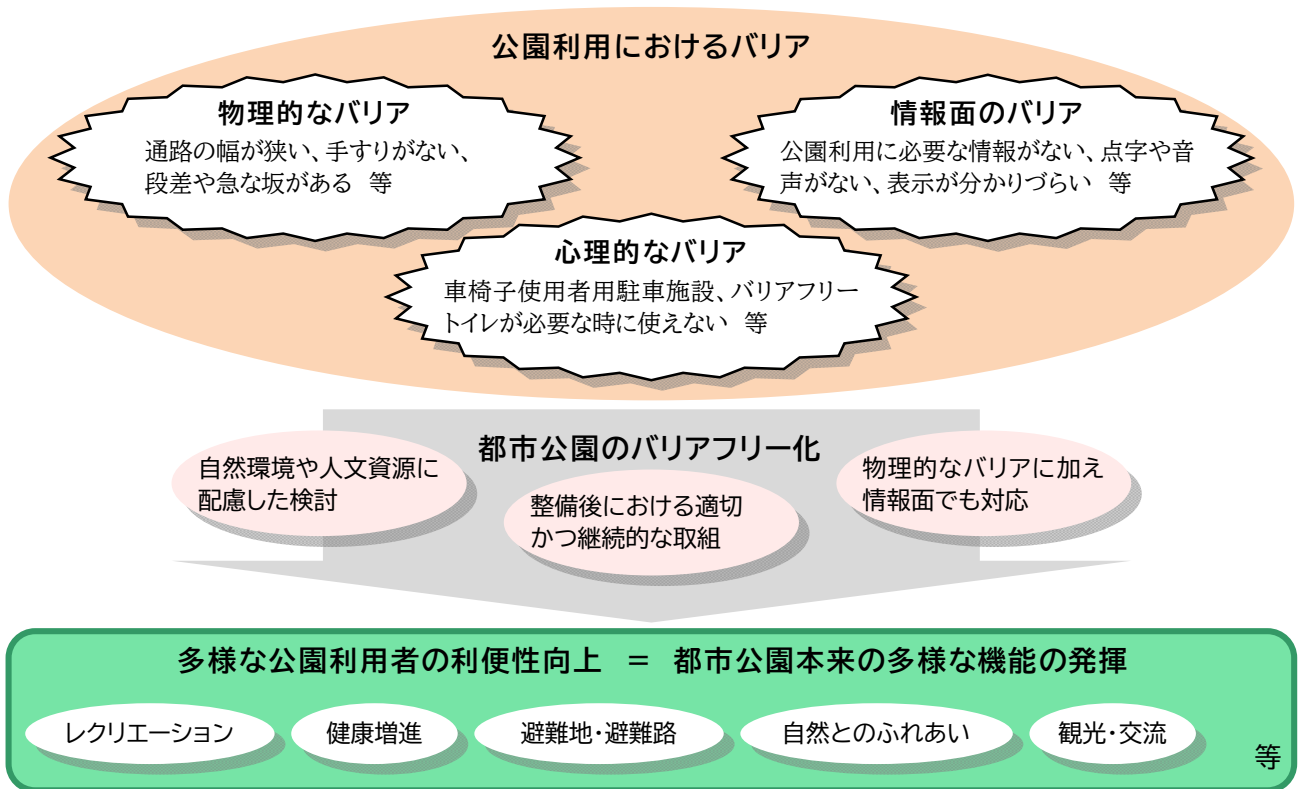 公園利用におけるバリア
物理的なバリア
通路の幅が狭い、手すりがない、
段差や急な坂がある 等
情報面のバリア
公園利用に必要な情報がない、点字や音
声がない、表示が分かりづらい 等
心理的なバリア
車椅子使用者用駐車施設、バリアフリー
トイレが必要な時に使えない 等
都市公園のバリアフリー化
自然環境や人文資源に
配慮した検討
整備後における適切
かつ継続的な取組
物理的なバリアに加え
情報面でも対応
多様な公園利用者の利便性向上 = 都市公園本来の多様な機能の発揮
レクリエーション
健康増進
避難地・避難路
自然とのふれあい
観光・交流
等